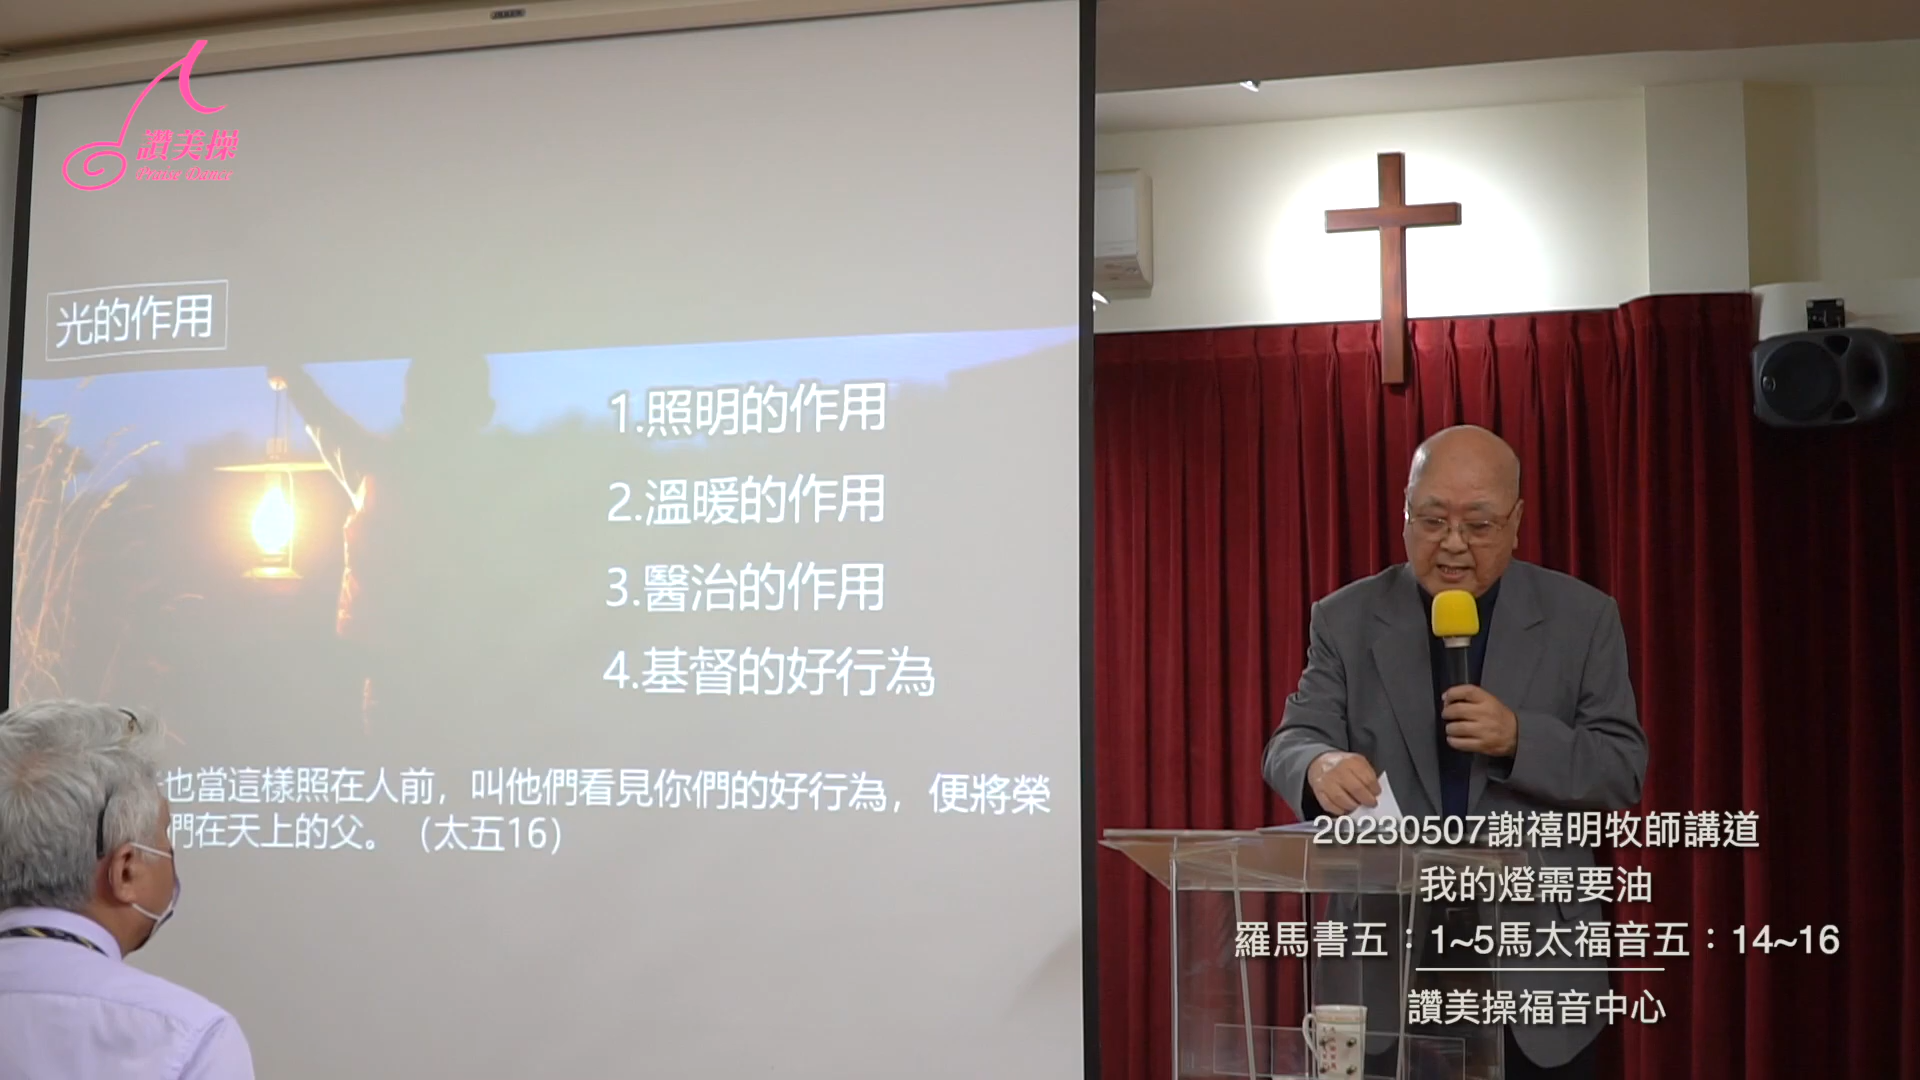 讚美操
Praise Dance
光的作用
1.照明的作用
2.溫暖的作用
3.醫治的作用
4.基督的好行為
也當這樣照在人前，叫他們看見你們的好行為，便將榮
們在天上的父。（太五16）
20230507謝禧明牧師講道
我的燈需要油
羅馬書五：1~5馬太福音五：14~16
讚美操福音中心